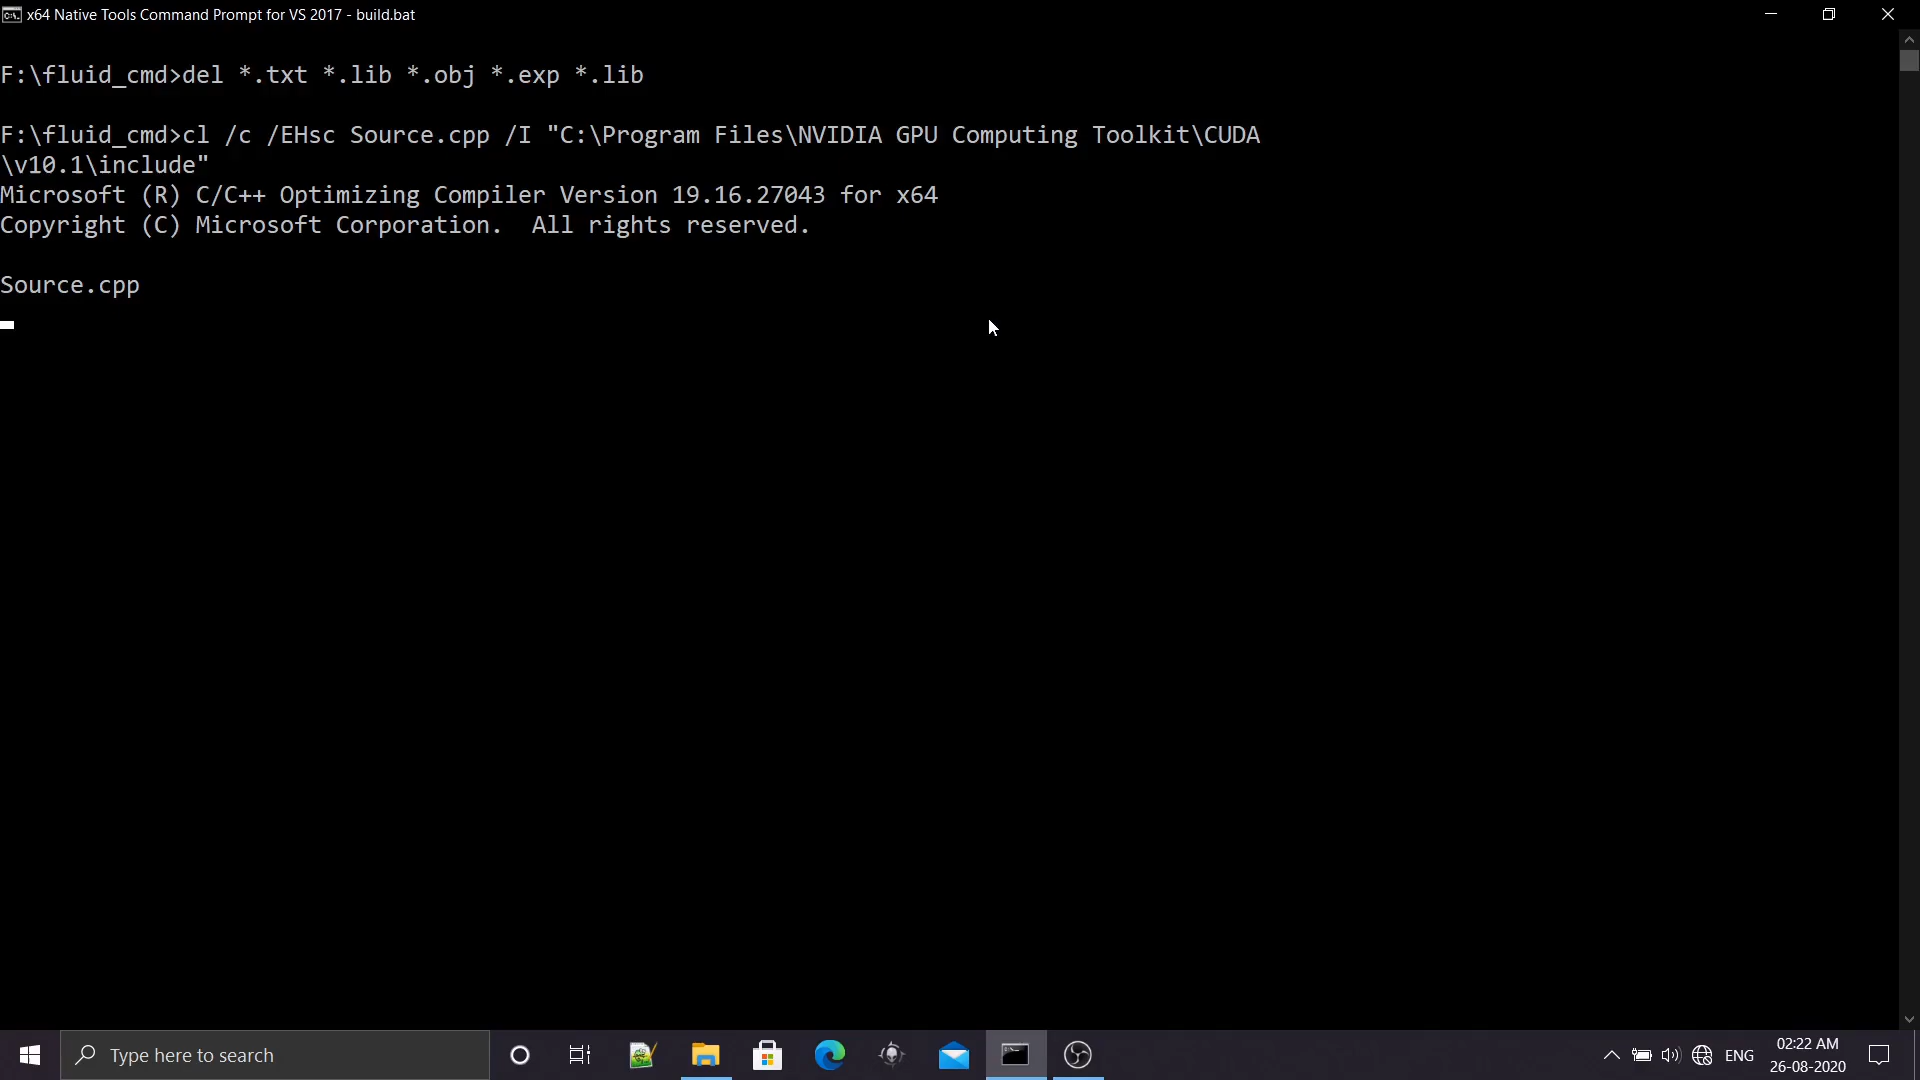 x64 Native Tools Command Prompt for VS 2017 - build.bat
F:\fluid_cmd>del *.txt *.lib *.obj *.exp *.lib
F:\fluid_cmd>cl /c /EHsc Source.cpp /I "C:\Program Files\NVIDIA GPU Computing Toolkit\CUDA
\v10.1\include"
Microsoft (R) C/C++ Optimizing Compiler Version 19.16.27043 for x64
Copyright (C) Microsoft Corporation.  All rights reserved.
Source.cpp
Type here to search
ENG
02:22 AM
26-08-2020